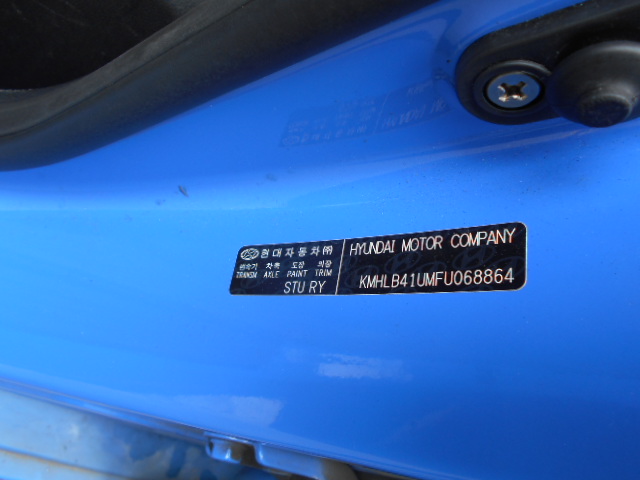 현대자동차㈜
변속기 차축 도장 의장
TRANSM AXLE PAINT TRIM
STU RY
HYUNDAI MOTOR COMPANY
KMHLB41UMFU068864